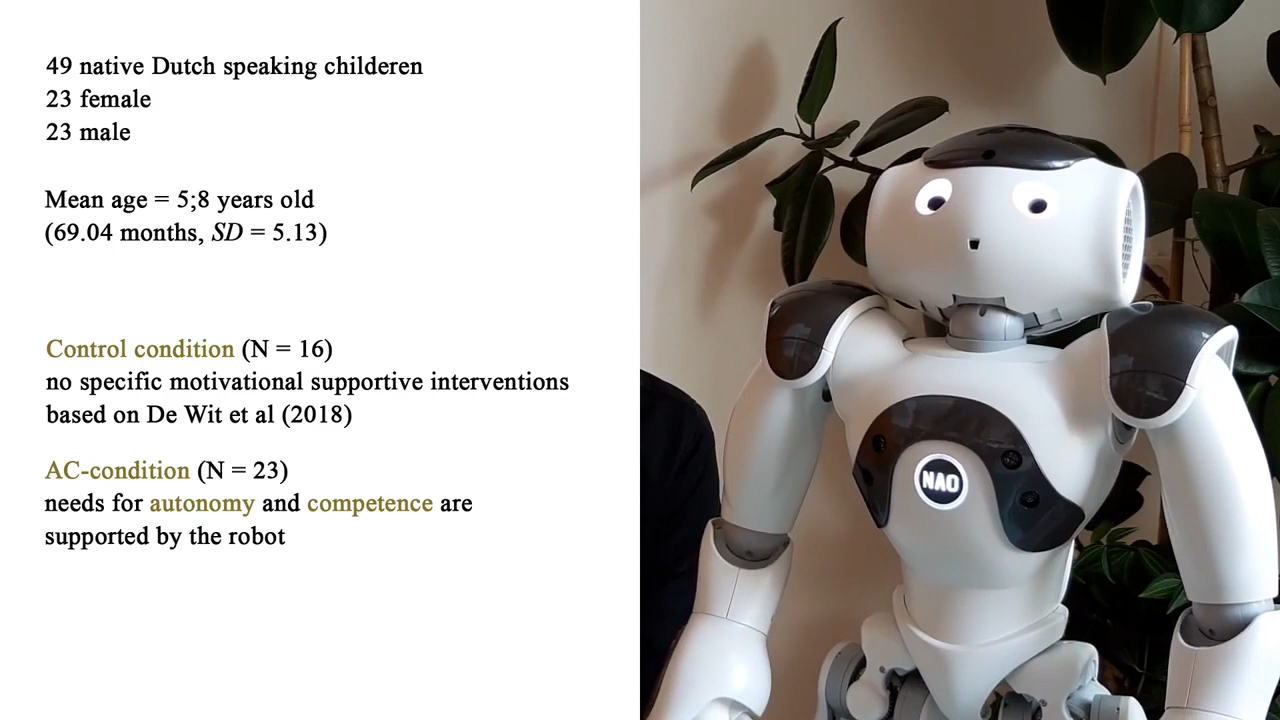 49 native Dutch speaking childeren
23 female
23 male
Mean age = 5;8 years old
(69.04 months, SD = 5.13)
Control condition (N = 16)
no specific motivational supportive interventions
based on De Wit et al (2018)
AC-condition (N = 23)
needs for autonomy and competence are
supported by the robot
NAO